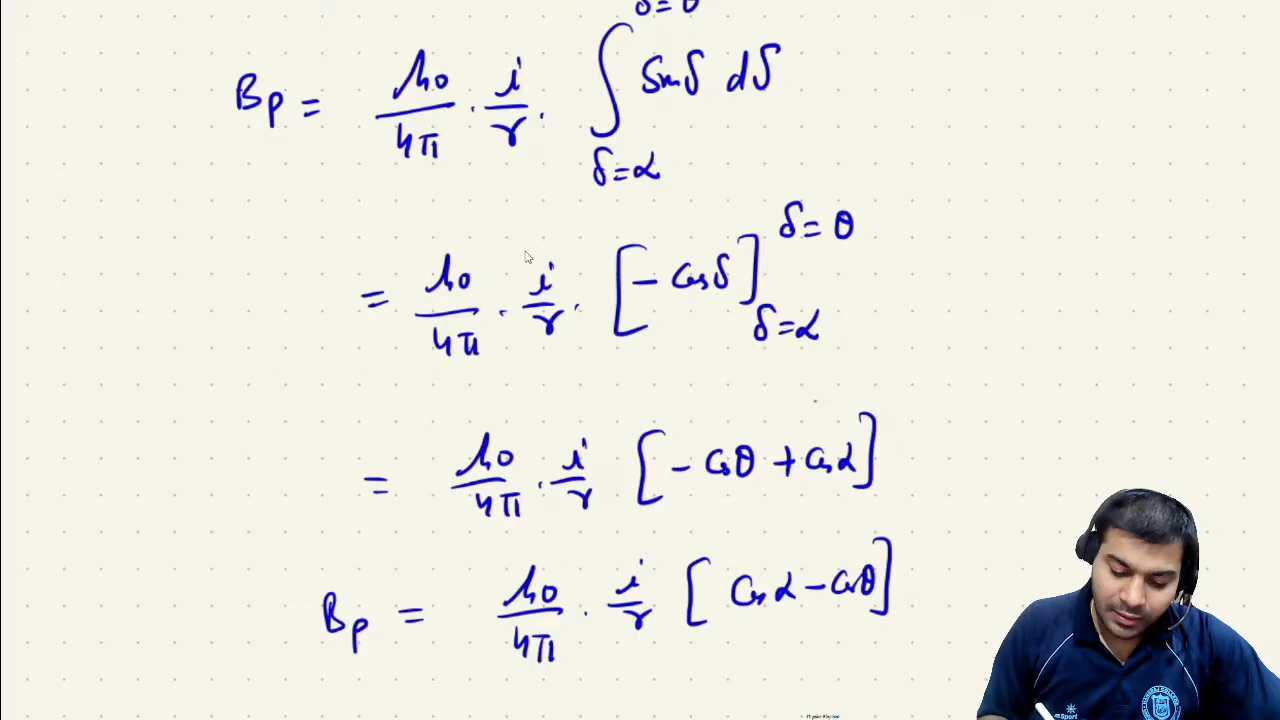 δ = θ
Bp = μ0/4π · i/r · ∫ Sinδ dδ
δ = α
= μ0/4π · i/r · [− Cosδ] δ = θ
δ = α
= μ0/4π · i/r [− Cosθ + Cosα]
Bp = μ0/4π · i/r [Cosα − Cosθ]